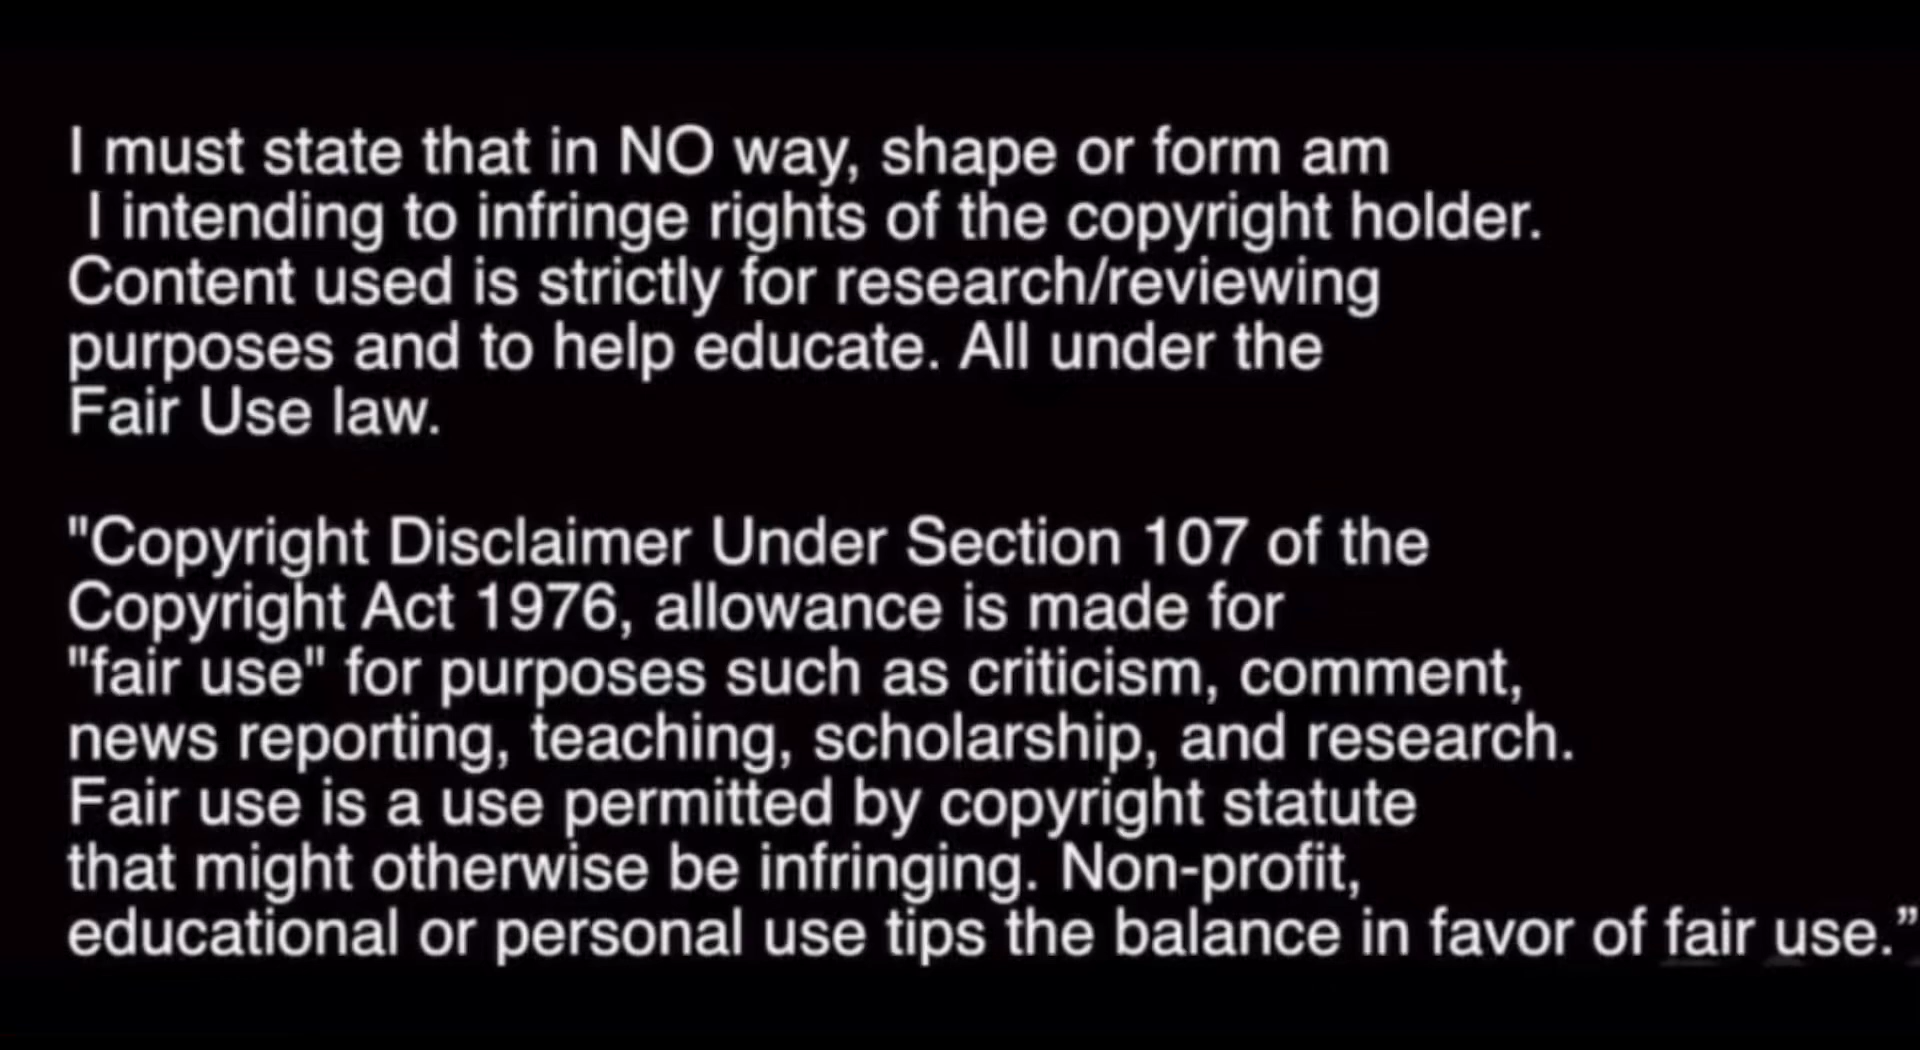 I must state that in NO way, shape or form am
I intending to infringe rights of the copyright holder.
Content used is strictly for research/reviewing
purposes and to help educate. All under the
Fair Use law.
"Copyright Disclaimer Under Section 107 of the
Copyright Act 1976, allowance is made for
"fair use" for purposes such as criticism, comment,
news reporting, teaching, scholarship, and research.
Fair use is a use permitted by copyright statute
that might otherwise be infringing. Non-profit,
educational or personal use tips the balance in favor of fair use.”